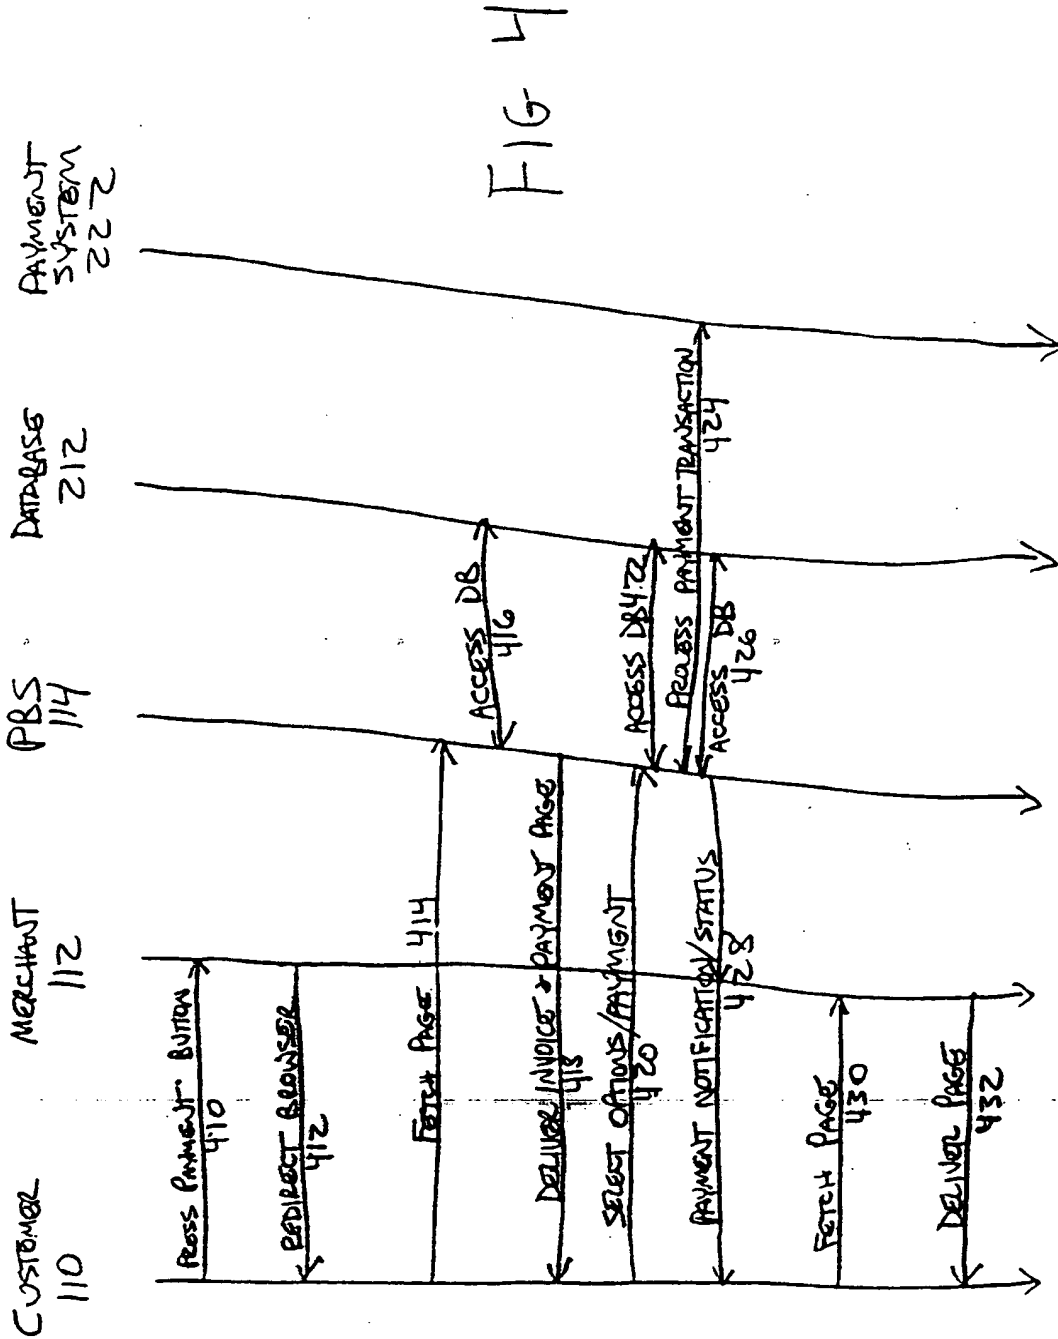 CUSTOMER
110
MERCHANT
112
PBS
114
DATABASE
212
PAYMENT
SYSTEM
222
PRESS PAYMENT BUTTON
410
REDIRECT BROWSER
412
FETCH PAGE 414
ACCESS DB
416
DELIVER INVOICE & PAYMENT PAGE
418
SELECT OPTIONS/PAYMENT
420
ACCESS DB 422
PROCESS PAYMENT TRANSACTION
424
ACCESS DB
426
PAYMENT NOTIFICATION/STATUS
428
FETCH PAGE
430
DELIVER PAGE
432
FIG 4